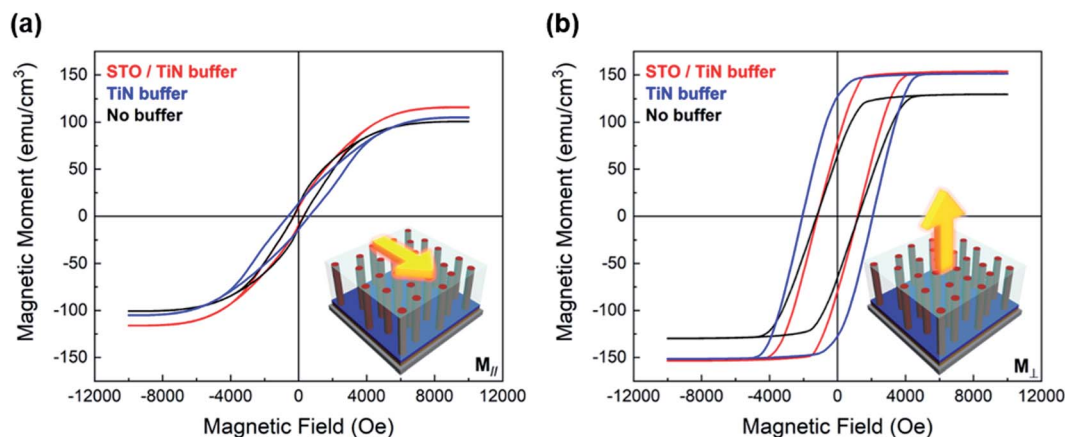 (a)
STO / TiN buffer
TiN buffer
No buffer
150
100
50
0
-50
-100
-150
Magnetic Moment (emu/cm³)
-12000 -8000 -4000 0 4000 8000 12000
Magnetic Field (Oe)
M//
(b)
STO / TiN buffer
TiN buffer
No buffer
150
100
50
0
-50
-100
-150
Magnetic Moment (emu/cm³)
-12000 -8000 -4000 0 4000 8000 12000
Magnetic Field (Oe)
M⊥